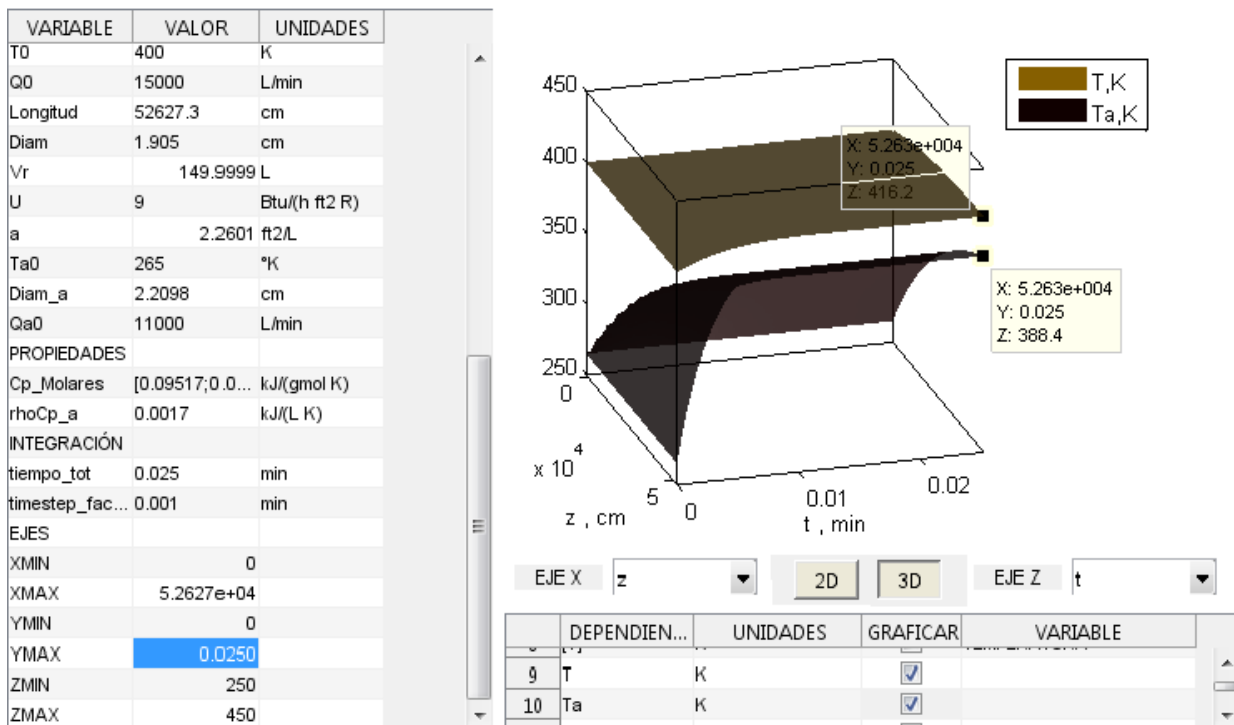 VARIABLE VALOR UNIDADES
T0 400 K
Q0 15000 L/min
Longitud 52627.3 cm
Diam 1.905 cm
Vr 149.9999 L
U 9 Btu/(h ft2 R)
a 2.2601 ft2/L
Ta0 265 °K
Diam_a 2.2098 cm
Qa0 11000 L/min
PROPIEDADES
Cp_Molares [0.09517;0.0... kJ/(gmol K)
rhoCp_a 0.0017 kJ/(L K)
INTEGRACIÓN
tiempo_tot 0.025 min
timestep_fac... 0.001 min
EJES
XMIN 0
XMAX 5.2627e+04
YMIN 0
YMAX 0.0250
ZMIN 250
ZMAX 450
450
400
350
300
250
0
x 10^4
5
z , cm
0
0.01
0.02
t , min
T,K
Ta,K
X: 5.263e+004
Y: 0.025
Z: 416.2
X: 5.263e+004
Y: 0.025
Z: 388.4
EJE X z 2D 3D EJE Z t
DEPENDIEN... UNIDADES GRAFICAR VARIABLE
9 T K
10 Ta K